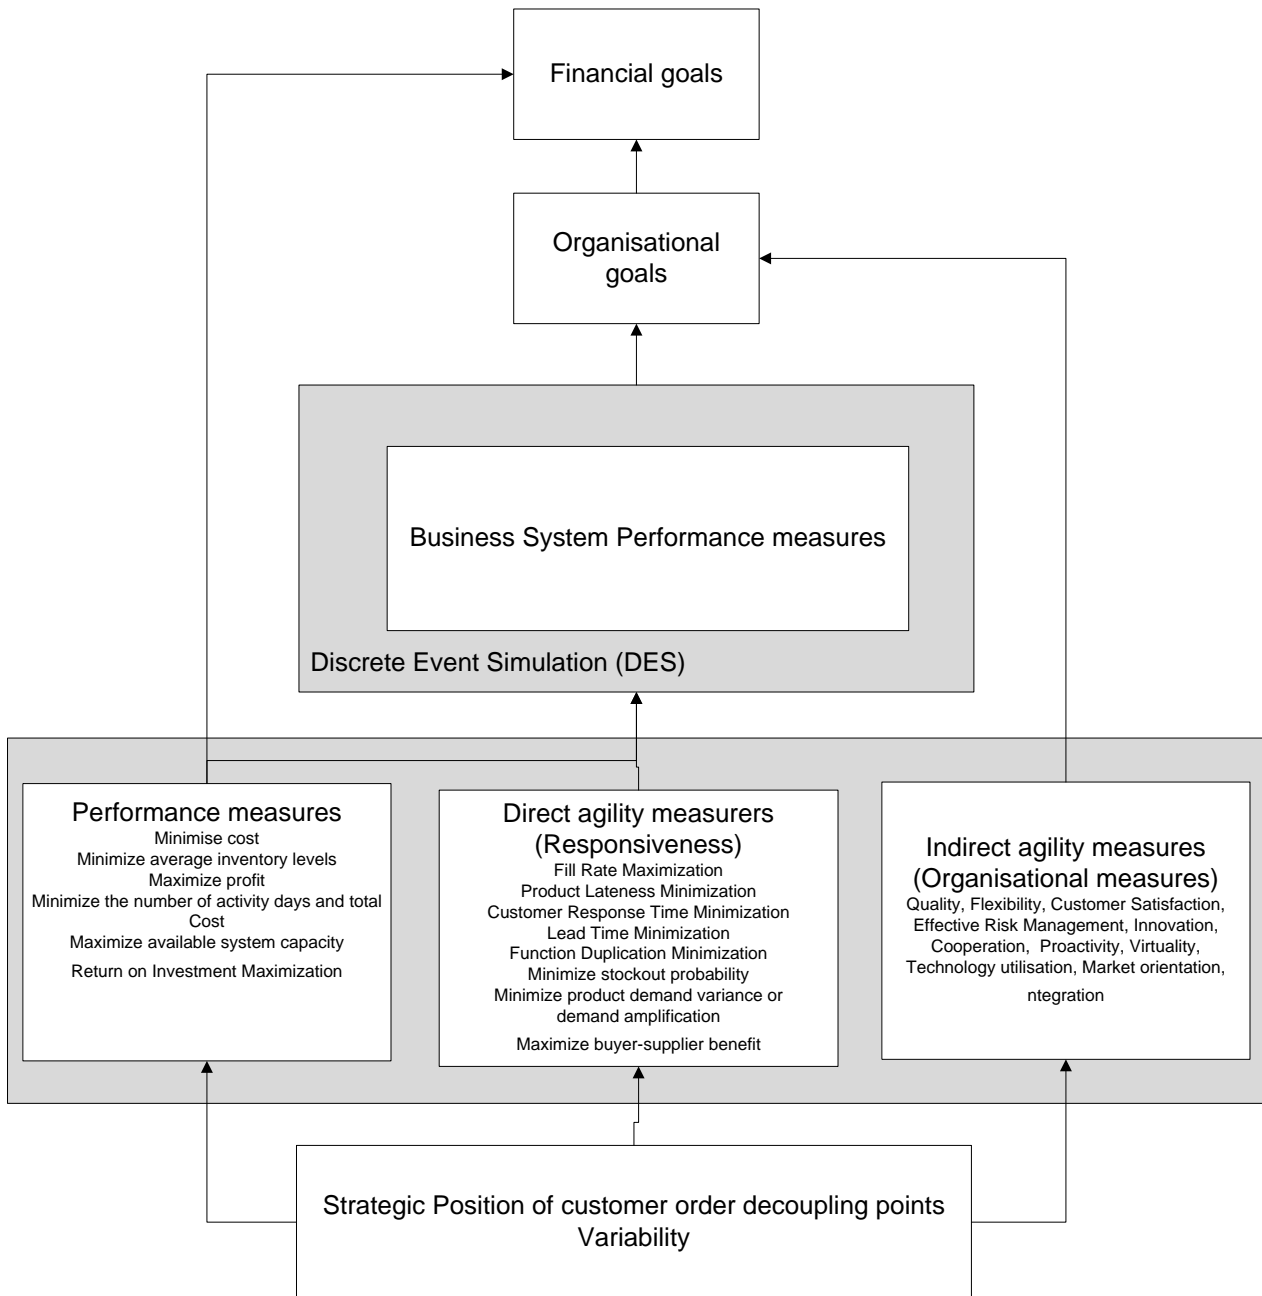 Financial goals
Organisational
goals
Business System Performance measures
Discrete Event Simulation (DES)
Performance measures
Minimise cost
Minimize average inventory levels
Maximize profit
Minimize the number of activity days and total
Cost
Maximize available system capacity
Return on Investment Maximization
Direct agility measurers
(Responsiveness)
Fill Rate Maximization
Product Lateness Minimization
Customer Response Time Minimization
Lead Time Minimization
Function Duplication Minimization
Minimize stockout probability
Minimize product demand variance or
demand amplification
Maximize buyer-supplier benefit
Indirect agility measures
(Organisational measures)
Quality, Flexibility, Customer Satisfaction,
Effective Risk Management, Innovation,
Cooperation, Proactivity, Virtuality,
Technology utilisation, Market orientation,
ntegration
Strategic Position of customer order decoupling points
Variability